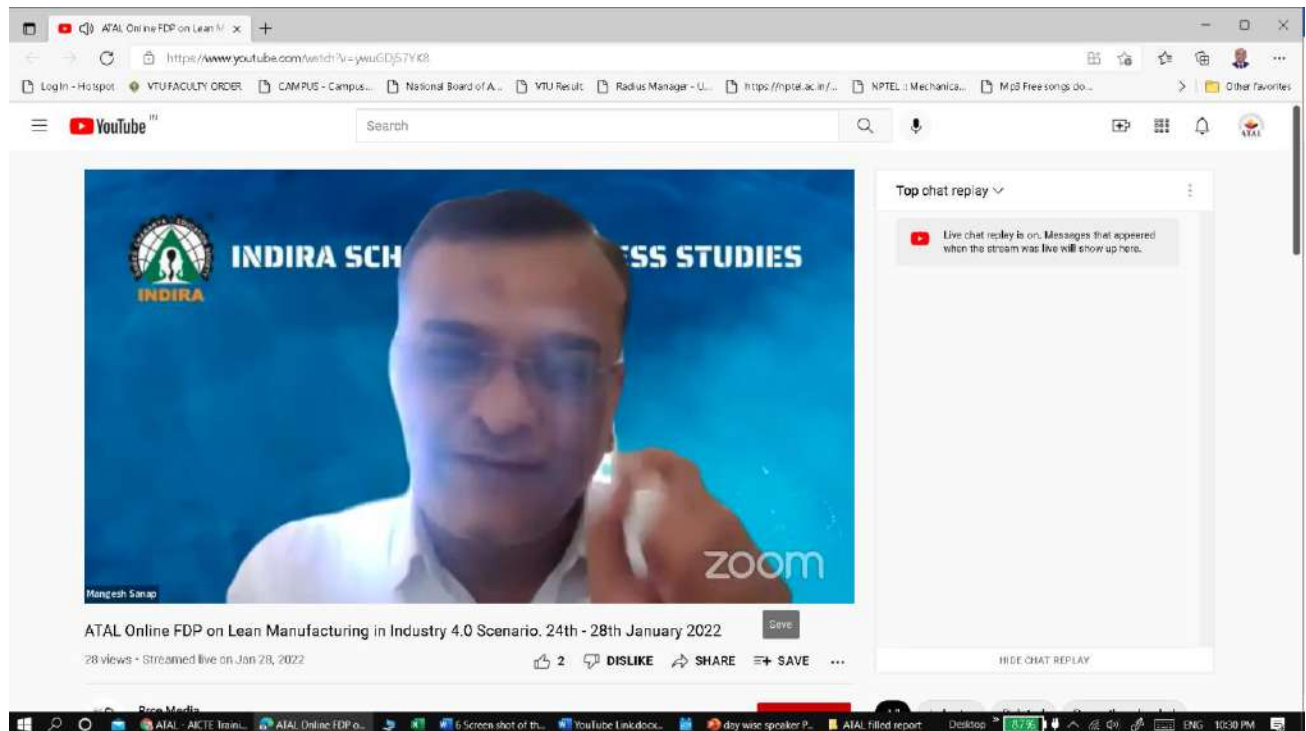 ATAL Online FDP on Lean M
https://www.youtube.com/watch?v=ywuGDj57YK8
Log In - Hotspot VTU FACULTY ORDER CAMPUS - Campus... National Board of A... VTU Result Radius Manager - U... https://nptel.ac.in/... NPTEL :: Mechanica... Mp3 Free songs do... Other favorites
YouTube IN
Search
Top chat replay
Live chat replay is on. Messages that appeared
when the stream was live will show up here.
INDIRA SCH SS STUDIES
INDIRA
zoom
Mangesh Sanap
ATAL Online FDP on Lean Manufacturing in Industry 4.0 Scenario. 24th - 28th January 2022
Save
28 views • Streamed live on Jan 28, 2022
2 DISLIKE SHARE SAVE ...
HIDE CHAT REPLAY
Media
ATAL - AICTE Traini... ATAL Online FDP o... 6 Screen shot of th... YouTube Link.docx... day wise speaker P... ATAL filled report Desktop 87% ENG 10:30 PM